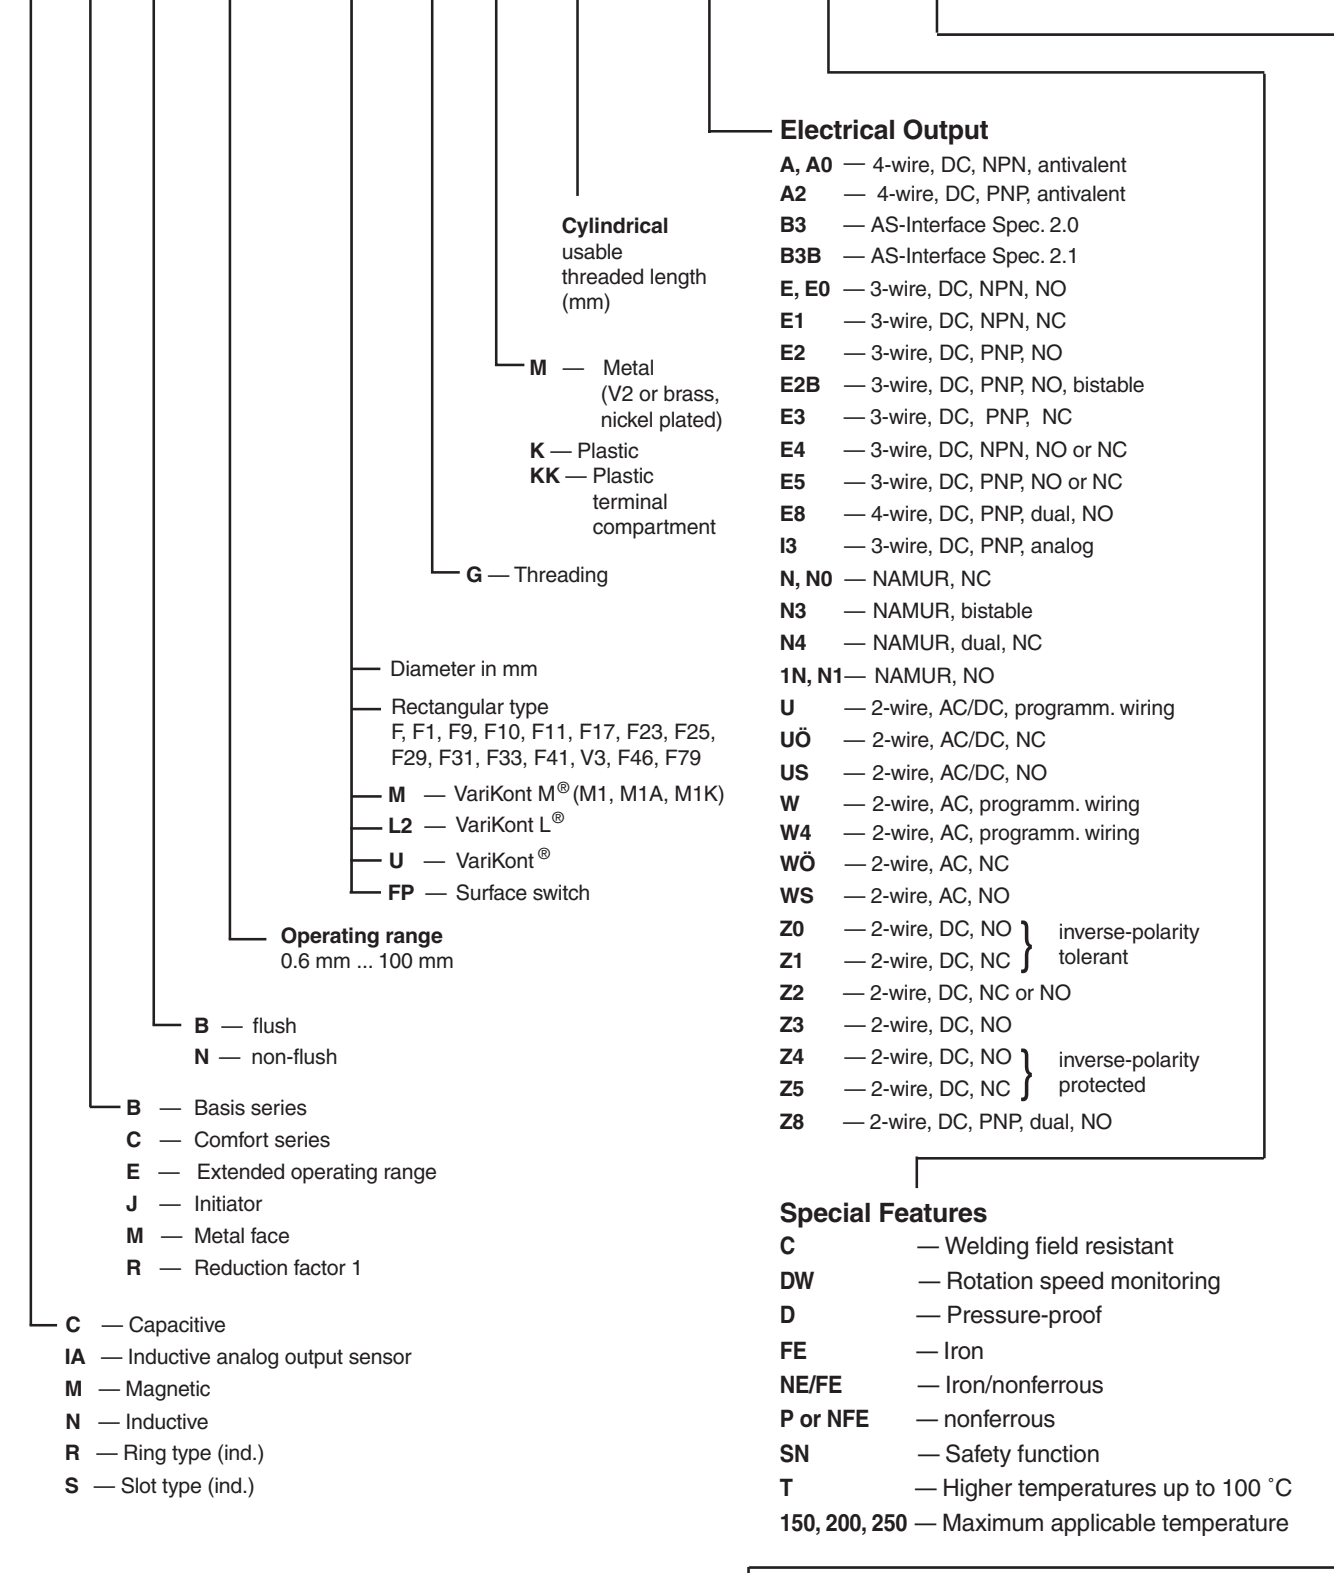 Electrical Output
A, A0 — 4-wire, DC, NPN, antivalent
A2 — 4-wire, DC, PNP, antivalent
B3 — AS-Interface Spec. 2.0
B3B — AS-Interface Spec. 2.1
E, E0 — 3-wire, DC, NPN, NO
E1 — 3-wire, DC, NPN, NC
E2 — 3-wire, DC, PNP, NO
E2B — 3-wire, DC, PNP, NO, bistable
E3 — 3-wire, DC, PNP, NC
E4 — 3-wire, DC, NPN, NO or NC
E5 — 3-wire, DC, PNP, NO or NC
E8 — 4-wire, DC, PNP, dual, NO
I3 — 3-wire, DC, PNP, analog
N, N0 — NAMUR, NC
N3 — NAMUR, bistable
N4 — NAMUR, dual, NC
1N, N1— NAMUR, NO
U — 2-wire, AC/DC, programm. wiring
UÖ — 2-wire, AC/DC, NC
US — 2-wire, AC/DC, NO
W — 2-wire, AC, programm. wiring
W4 — 2-wire, AC, programm. wiring
WÖ — 2-wire, AC, NC
WS — 2-wire, AC, NO
Z0 — 2-wire, DC, NO } inverse-polarity
Z1 — 2-wire, DC, NC tolerant
Z2 — 2-wire, DC, NC or NO
Z3 — 2-wire, DC, NO
Z4 — 2-wire, DC, NO } inverse-polarity
Z5 — 2-wire, DC, NC protected
Z8 — 2-wire, DC, PNP, dual, NO
Cylindrical
usable
threaded length
(mm)
M — Metal
(V2 or brass,
nickel plated)
K — Plastic
KK — Plastic
terminal
compartment
G — Threading
Diameter in mm
Rectangular type
F, F1, F9, F10, F11, F17, F23, F25,
F29, F31, F33, F41, V3, F46, F79
M — VariKont M® (M1, M1A, M1K)
L2 — VariKont L®
U — VariKont®
FP — Surface switch
Operating range
0.6 mm ... 100 mm
B — flush
N — non-flush
B — Basis series
C — Comfort series
E — Extended operating range
J — Initiator
M — Metal face
R — Reduction factor 1
C — Capacitive
IA — Inductive analog output sensor
M — Magnetic
N — Inductive
R — Ring type (ind.)
S — Slot type (ind.)
Special Features
C — Welding field resistant
DW — Rotation speed monitoring
D — Pressure-proof
FE — Iron
NE/FE — Iron/nonferrous
P or NFE — nonferrous
SN — Safety function
T — Higher temperatures up to 100 ˚C
150, 200, 250 — Maximum applicable temperature